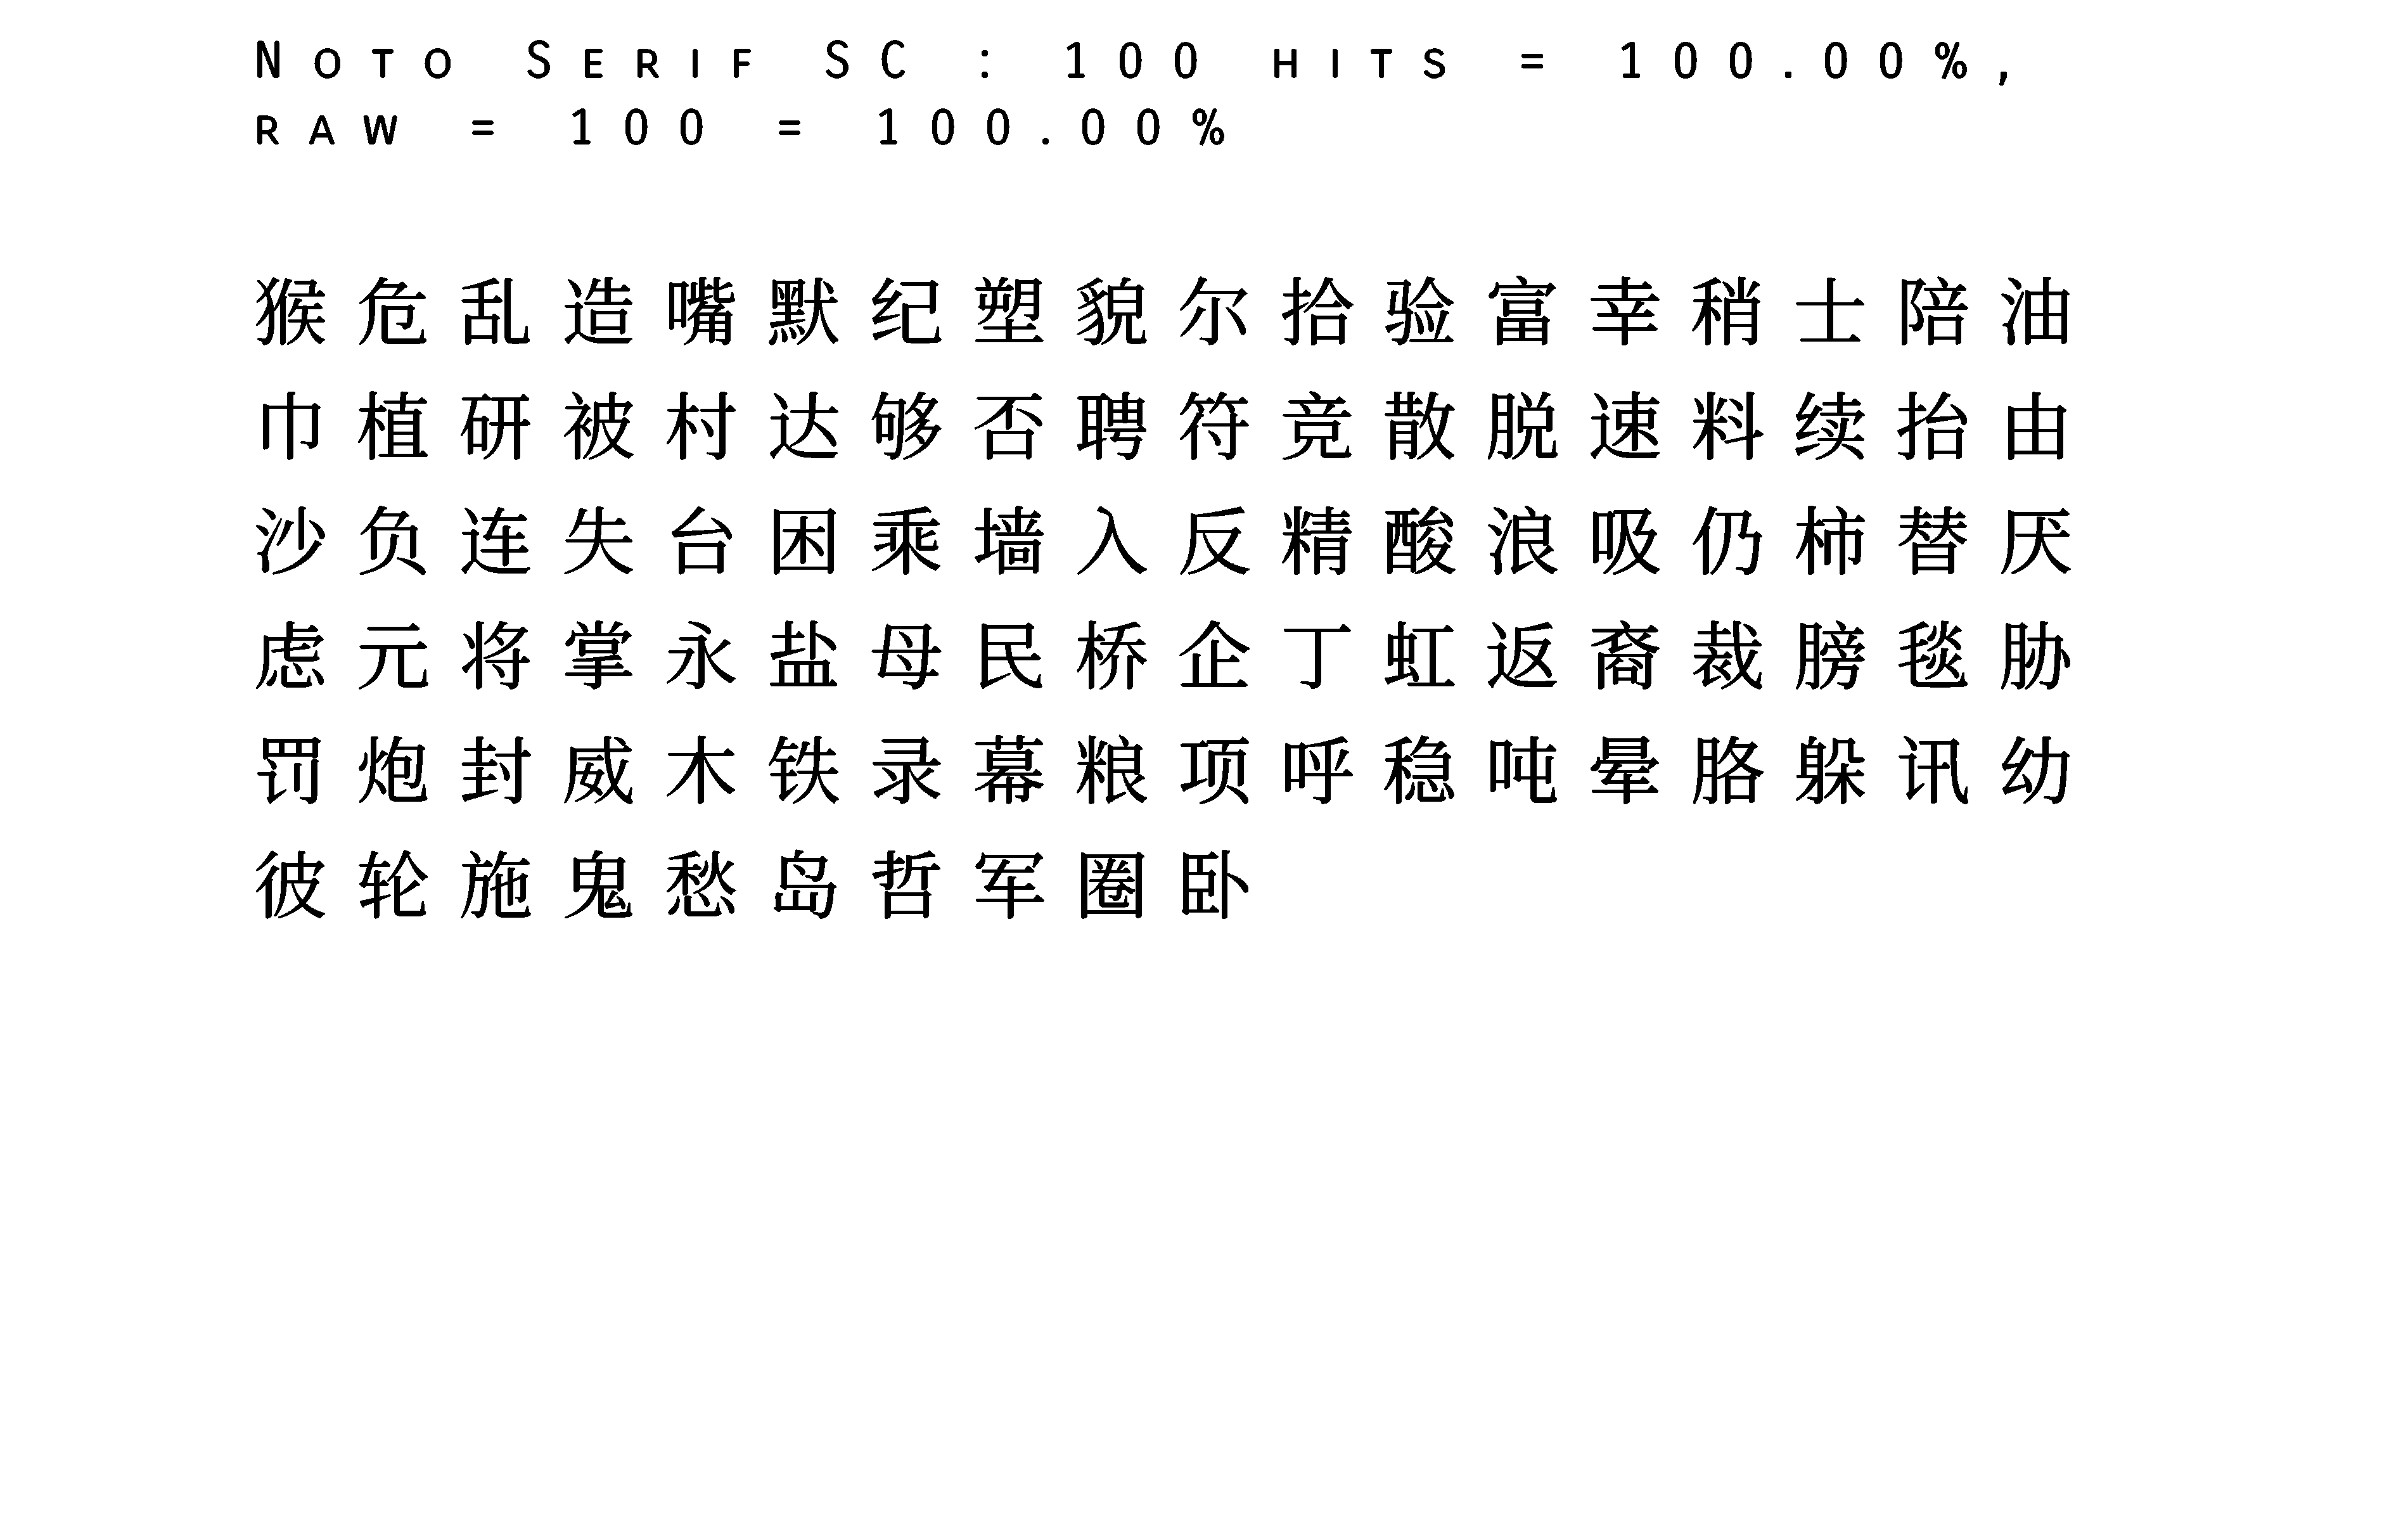 Noto Serif SC : 100 hits = 100.00%,
raw = 100 = 100.00%
猴危乱造嘴默纪塑貌尔拾验富幸稍士陪油
巾植研被村达够否聘符竞散脱速料续抬由
沙负连失台困乘墙入反精酸浪吸仍柿替厌
虑元将掌永盐母民桥企丁虹返裔裁膀毯胁
罚炮封威木铁录幕粮项呼稳吨晕胳躲讯幼
彼轮施鬼愁岛哲军圈卧